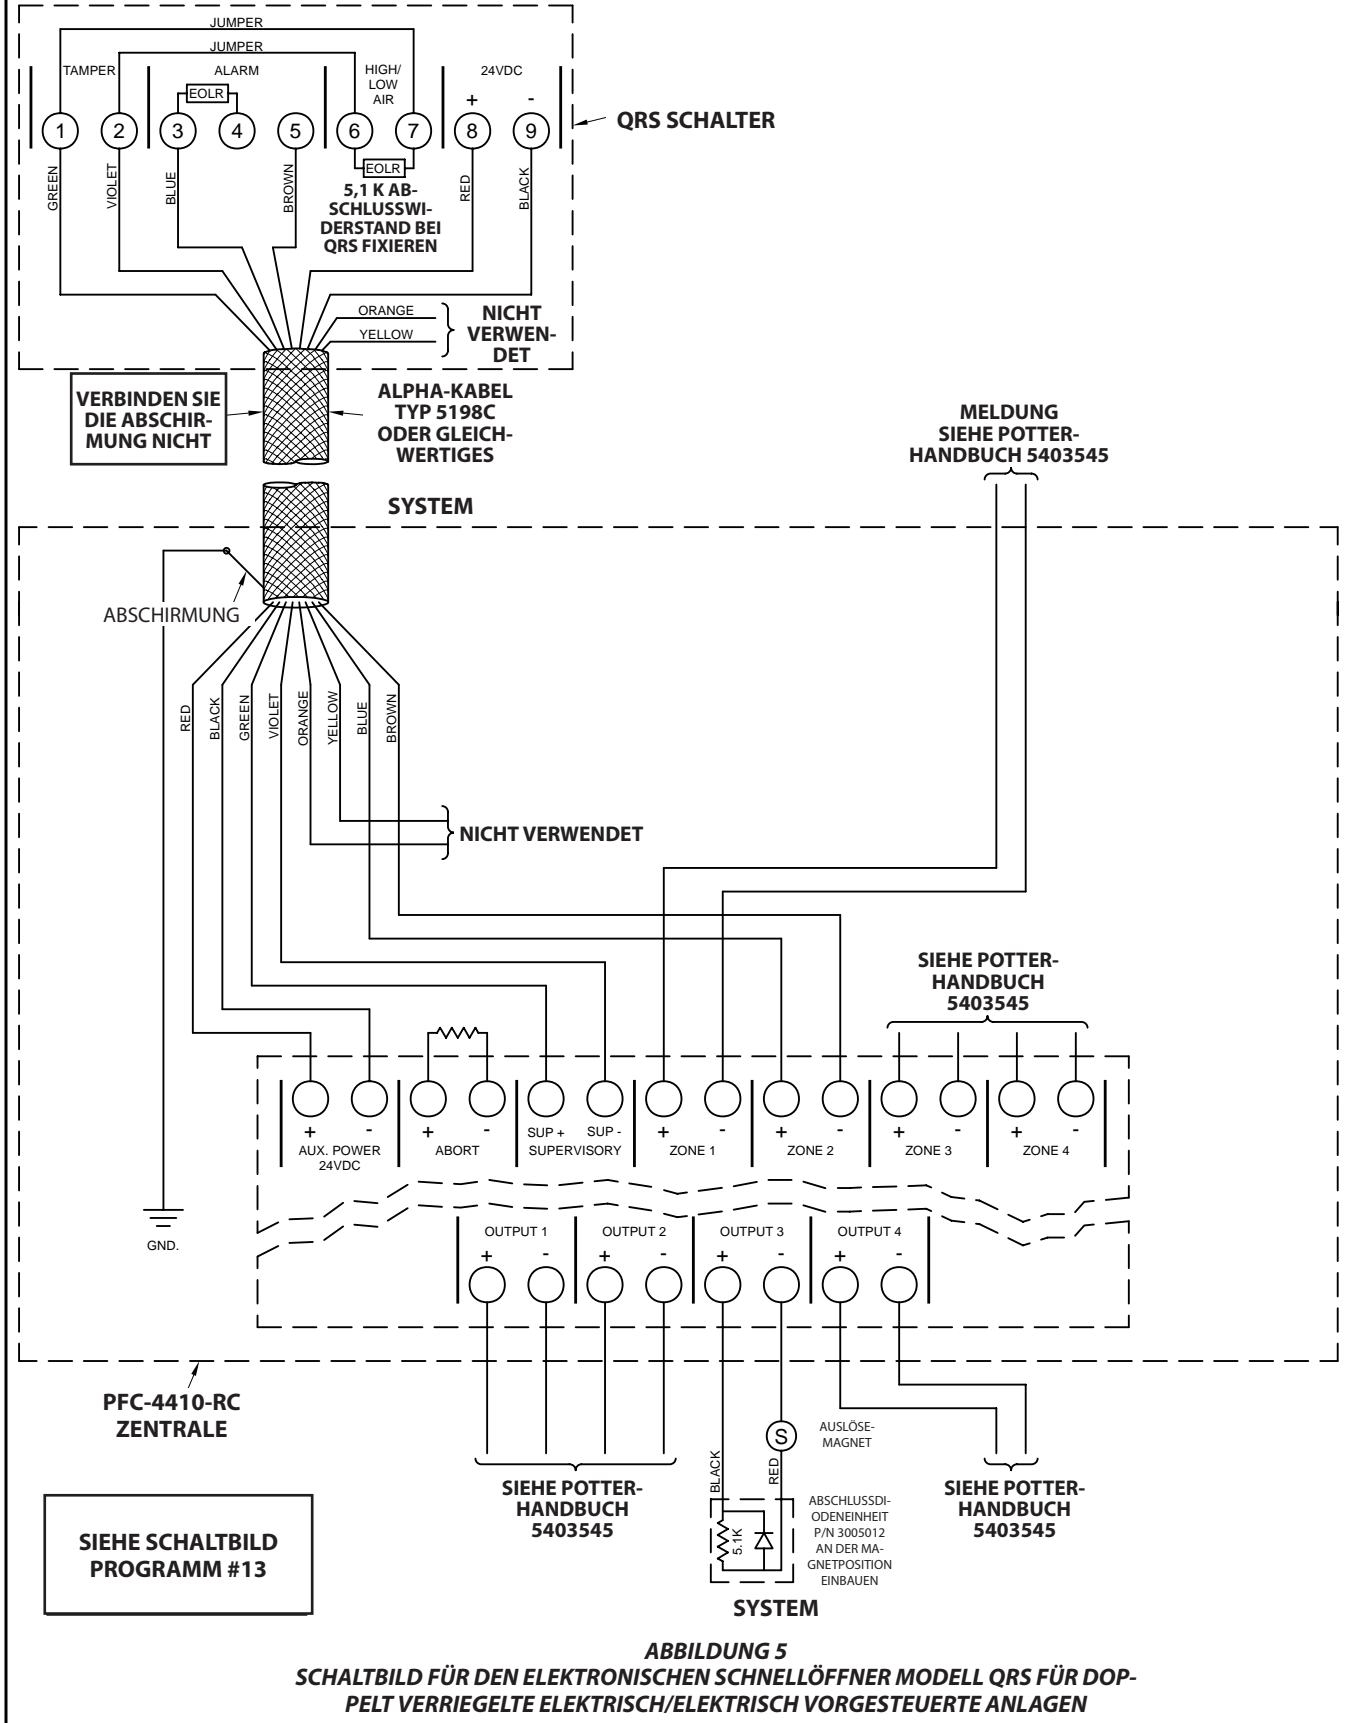 JUMPER
JUMPER
TAMPER
ALARM
HIGH/
LOW
AIR
24VDC
EOLR
+ -
1 2 3 4 5 6 7 8 9
QRS SCHALTER
EOLR
GREEN
VIOLET
BLUE
BROWN
RED
BLACK
5,1 K AB-
SCHLUSSWI-
DERSTAND BEI
QRS FIXIEREN
ORANGE
YELLOW
NICHT
VERWEN-
DET
VERBINDEN SIE
DIE ABSCHIR-
MUNG NICHT
ALPHA-KABEL
TYP 5198C
ODER GLEICH-
WERTIGES
MELDUNG
SIEHE POTTER-
HANDBUCH 5403545
SYSTEM
ABSCHIRMUNG
RED
BLACK
GREEN
VIOLET
ORANGE
YELLOW
BLUE
BROWN
NICHT VERWENDET
SIEHE POTTER-
HANDBUCH
5403545
+ -
AUX. POWER
24VDC
+ -
ABORT
SUP + SUP -
SUPERVISORY
+ -
ZONE 1
+ -
ZONE 2
+ -
ZONE 3
+ -
ZONE 4
GND.
OUTPUT 1
+ -
OUTPUT 2
+ -
OUTPUT 3
+ -
OUTPUT 4
+ -
PFC-4410-RC
ZENTRALE
S
AUSLÖSE-
MAGNET
BLACK
RED
SIEHE POTTER-
HANDBUCH
5403545
SIEHE POTTER-
HANDBUCH
5403545
5.1K
ABSCHLUSSDI-
ODENEINHEIT
P/N 3005012
AN DER MA-
GNETPOSITION
EINBAUEN
SYSTEM
SIEHE SCHALTBILD
PROGRAMM #13
ABBILDUNG 5
SCHALTBILD FÜR DEN ELEKTRONISCHEN SCHNELLÖFFNER MODELL QRS FÜR DOP-
PELT VERRIEGELTE ELEKTRISCH/ELEKTRISCH VORGESTEUERTE ANLAGEN